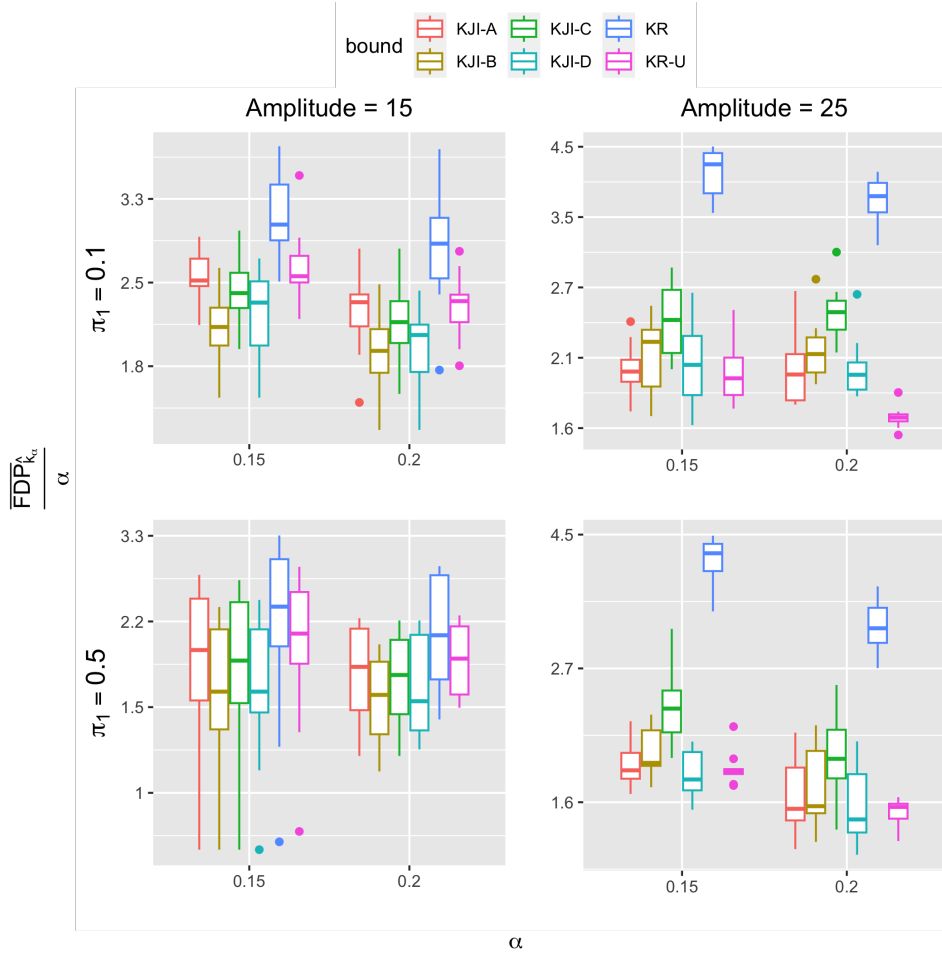 bound
KJI-A KJI-C KR
KJI-B KJI-D KR-U
Amplitude = 15 Amplitude = 25
π₁ = 0.1
3.3
2.5
1.8
0.15 0.2
4.5
3.5
2.7
2.1
1.6
0.15 0.2
FDP k̂α
α
π₁ = 0.5
3.3
2.2
1.5
1
0.15 0.2
4.5
2.7
1.6
0.15 0.2
α